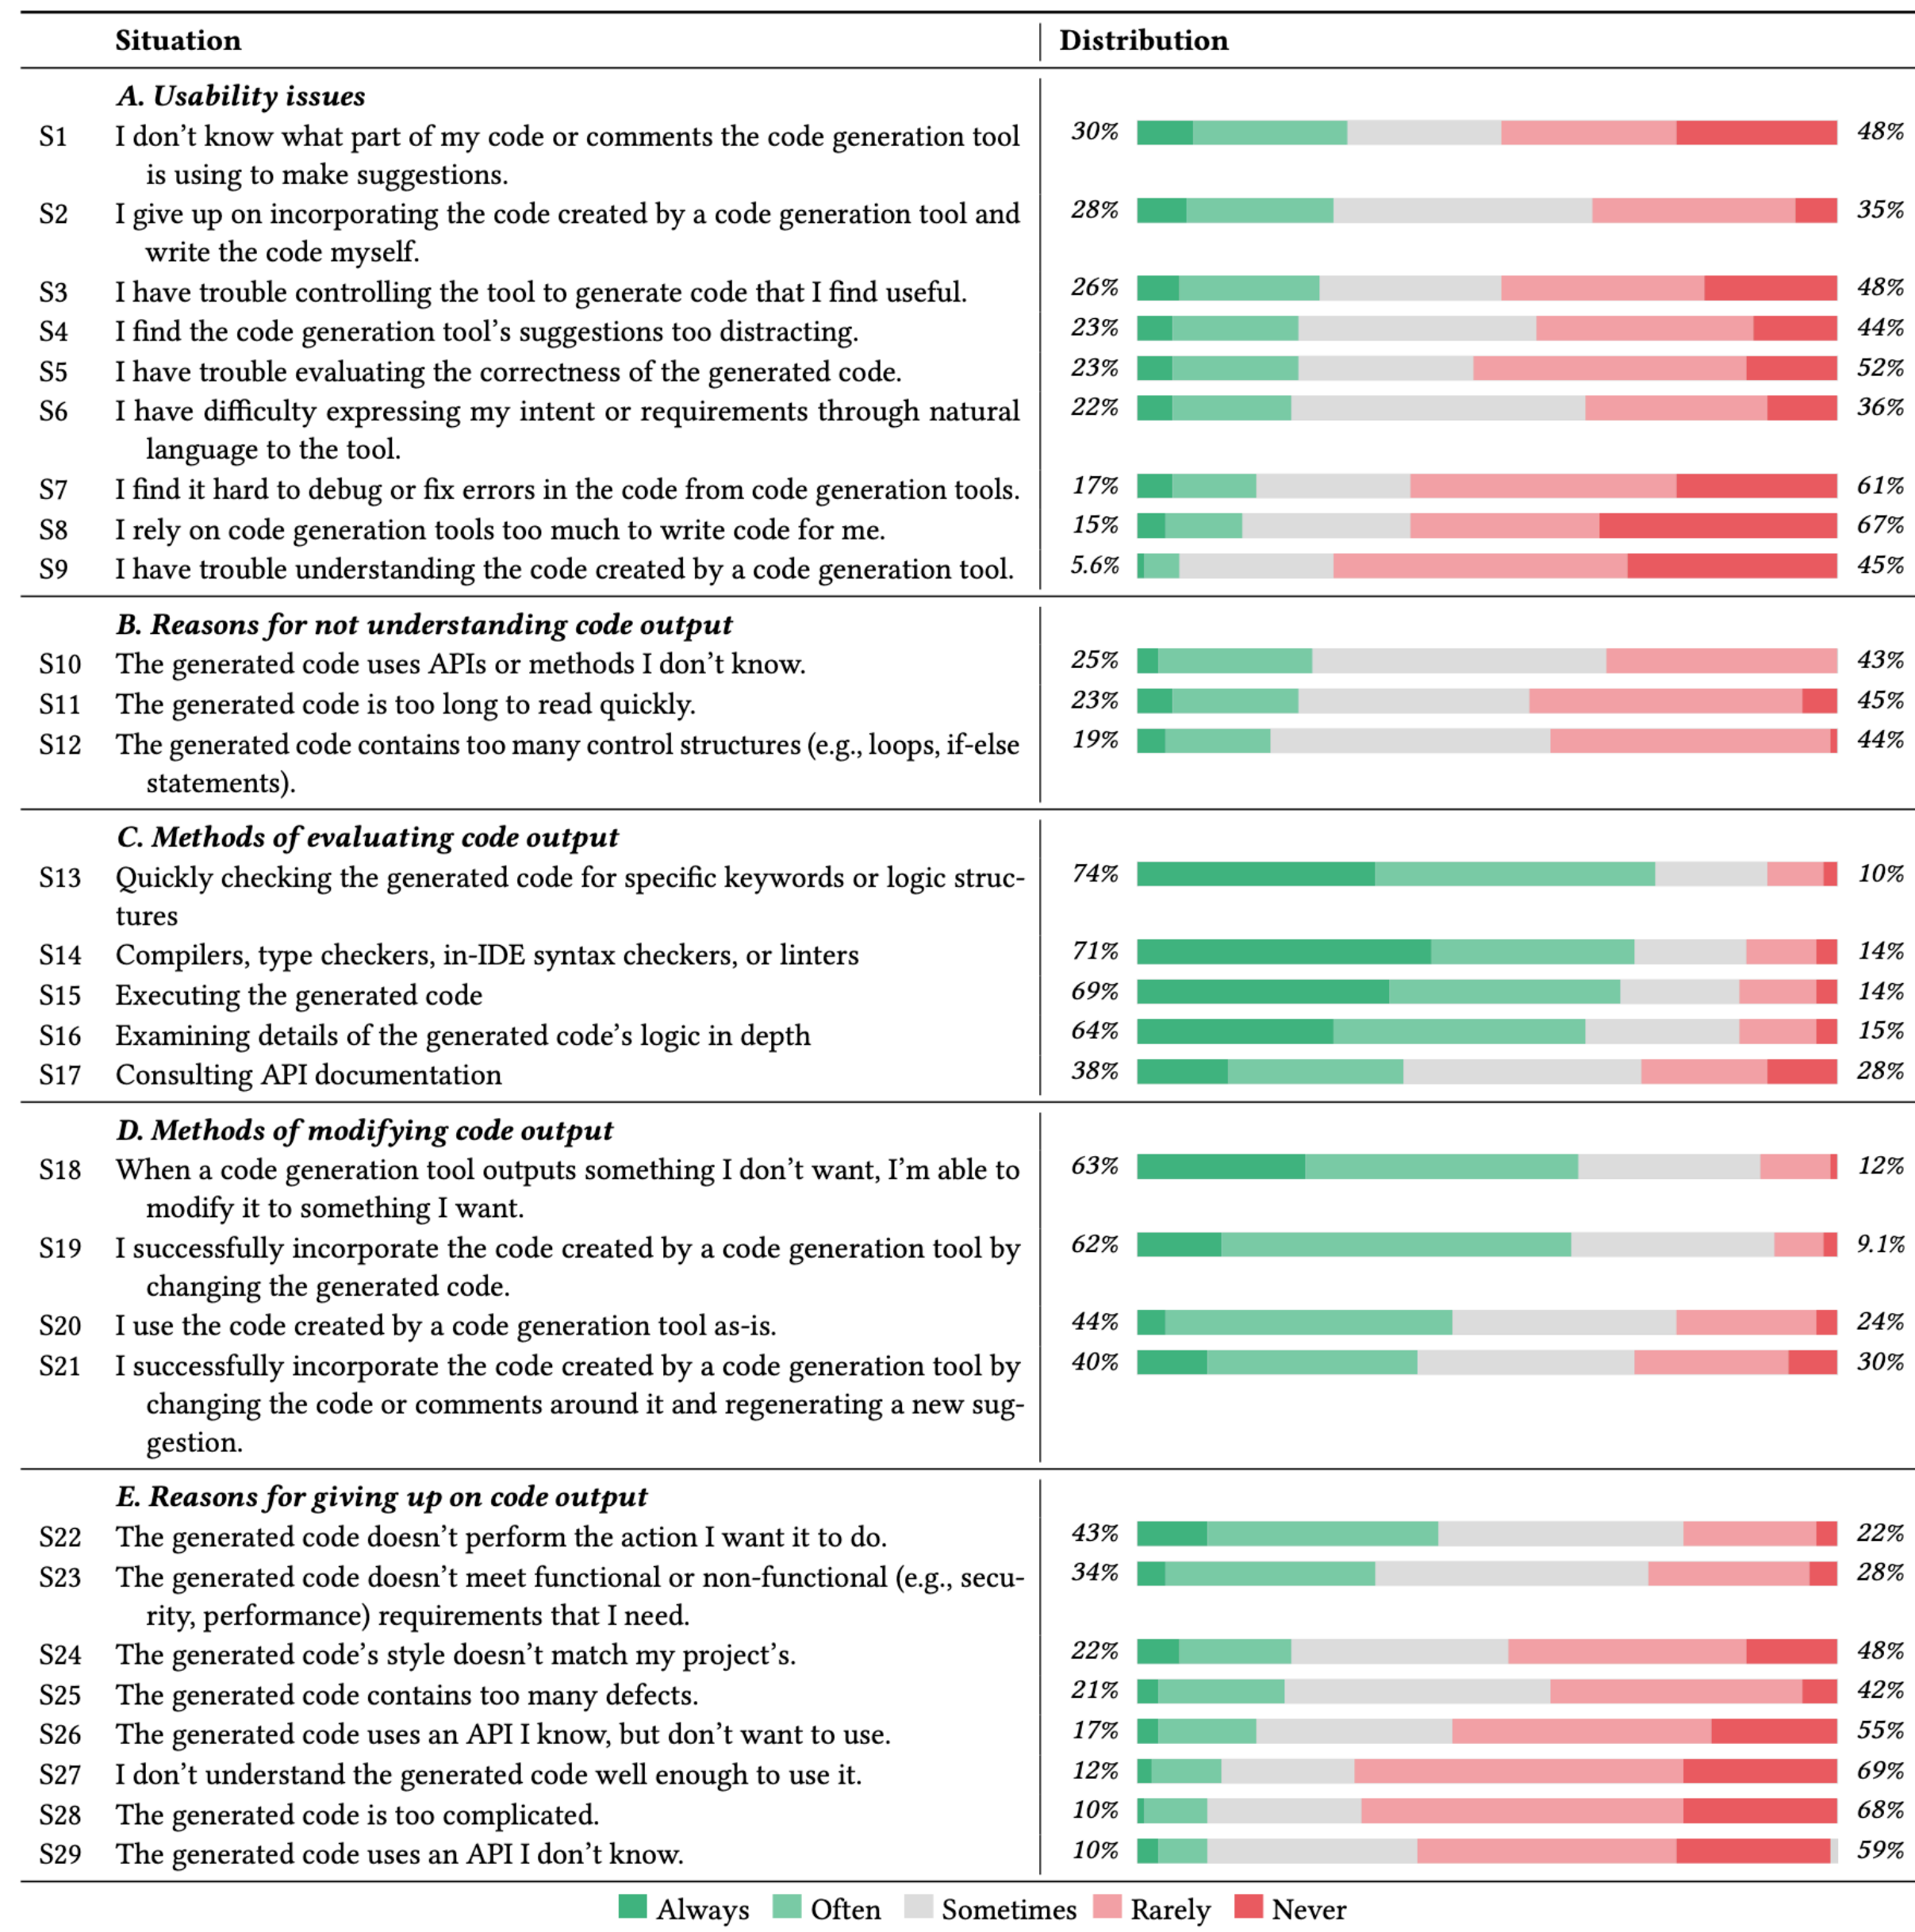 Situation Distribution
A. Usability issues
S1 I don't know what part of my code or comments the code generation tool 30% 48%
is using to make suggestions.
S2 I give up on incorporating the code created by a code generation tool and 28% 35%
write the code myself.
S3 I have trouble controlling the tool to generate code that I find useful. 26% 48%
S4 I find the code generation tool's suggestions too distracting. 23% 44%
S5 I have trouble evaluating the correctness of the generated code. 23% 52%
S6 I have difficulty expressing my intent or requirements through natural 22% 36%
language to the tool.
S7 I find it hard to debug or fix errors in the code from code generation tools. 17% 61%
S8 I rely on code generation tools too much to write code for me. 15% 67%
S9 I have trouble understanding the code created by a code generation tool. 5.6% 45%
B. Reasons for not understanding code output
S10 The generated code uses APIs or methods I don't know. 25% 43%
S11 The generated code is too long to read quickly. 23% 45%
S12 The generated code contains too many control structures (e.g., loops, if-else 19% 44%
statements).
C. Methods of evaluating code output
S13 Quickly checking the generated code for specific keywords or logic struc- 74% 10%
tures
S14 Compilers, type checkers, in-IDE syntax checkers, or linters 71% 14%
S15 Executing the generated code 69% 14%
S16 Examining details of the generated code's logic in depth 64% 15%
S17 Consulting API documentation 38% 28%
D. Methods of modifying code output
S18 When a code generation tool outputs something I don't want, I'm able to 63% 12%
modify it to something I want.
S19 I successfully incorporate the code created by a code generation tool by 62% 9.1%
changing the generated code.
S20 I use the code created by a code generation tool as-is. 44% 24%
S21 I successfully incorporate the code created by a code generation tool by 40% 30%
changing the code or comments around it and regenerating a new sug-
gestion.
E. Reasons for giving up on code output
S22 The generated code doesn't perform the action I want it to do. 43% 22%
S23 The generated code doesn't meet functional or non-functional (e.g., secu- 34% 28%
rity, performance) requirements that I need.
S24 The generated code's style doesn't match my project's. 22% 48%
S25 The generated code contains too many defects. 21% 42%
S26 The generated code uses an API I know, but don't want to use. 17% 55%
S27 I don't understand the generated code well enough to use it. 12% 69%
S28 The generated code is too complicated. 10% 68%
S29 The generated code uses an API I don't know. 10% 59%
Always Often Sometimes Rarely Never